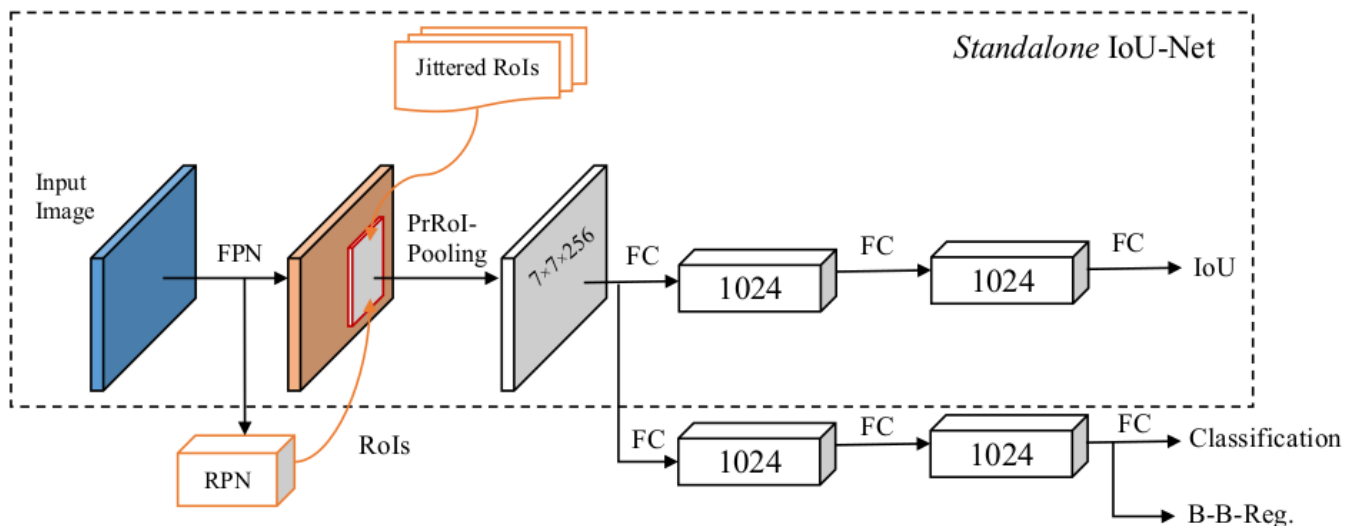 Standalone IoU-Net
Jittered RoIs
Input
Image
FPN
PrRoI-
Pooling
7×7×256
FC
1024
FC
1024
FC
IoU
RPN
RoIs
FC
1024
FC
1024
FC
Classification
B-B-Reg.